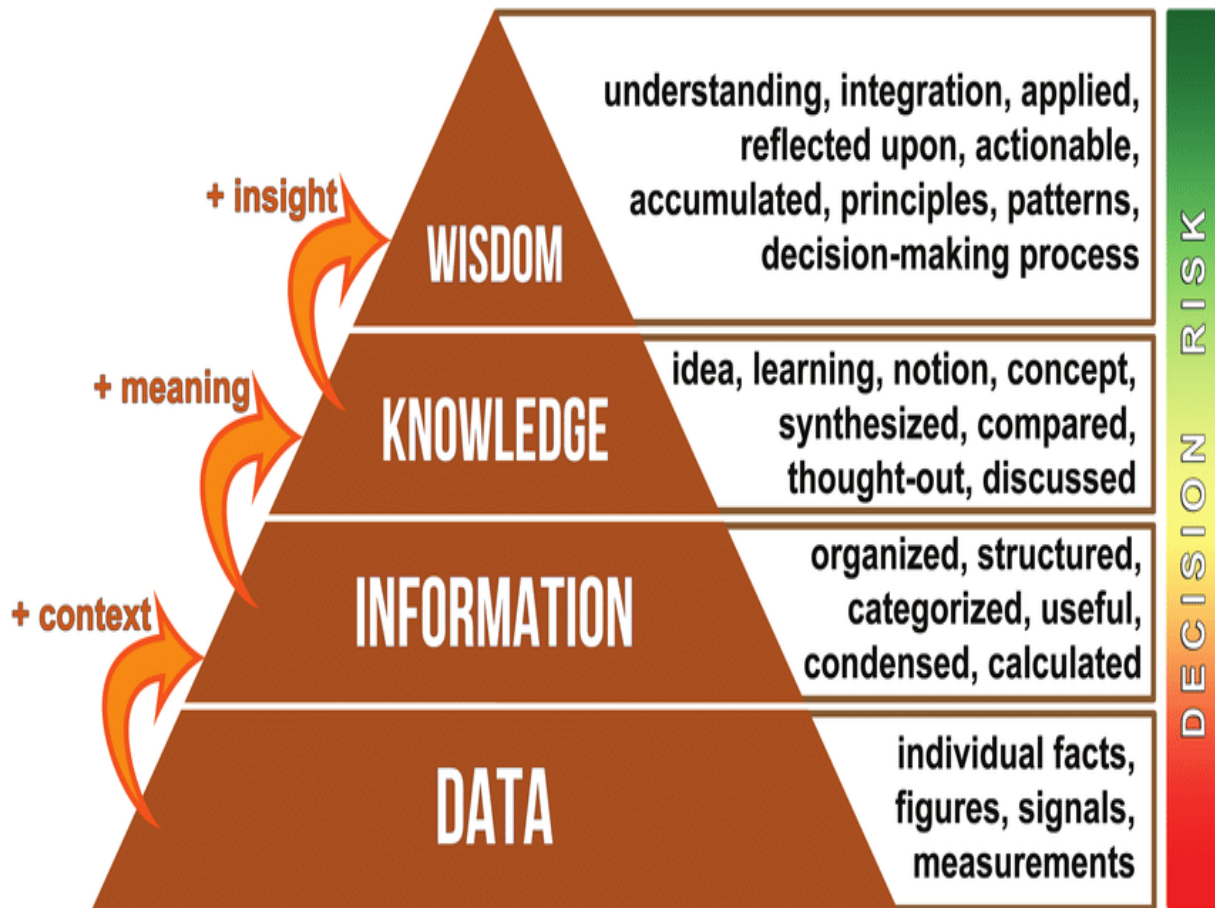 understanding, integration, applied,
reflected upon, actionable,
accumulated, principles, patterns,
decision-making process
+ insight
WISDOM
idea, learning, notion, concept,
synthesized, compared,
thought-out, discussed
+ meaning
KNOWLEDGE
organized, structured,
categorized, useful,
condensed, calculated
+ context
INFORMATION
individual facts,
figures, signals,
measurements
DATA
DECISION RISK